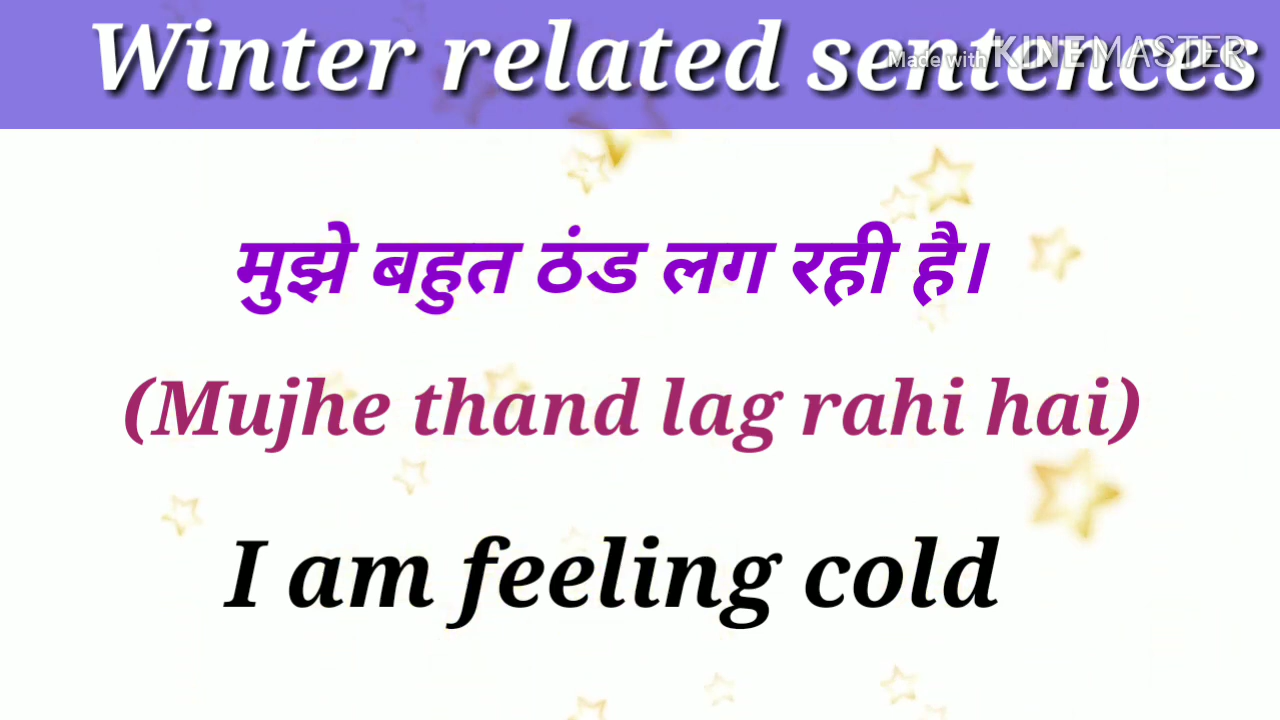 Winter related sentences
Made with KINEMASTER
मुझे बहुत ठंड लग रही है।
(Mujhe thand lag rahi hai)
I am feeling cold